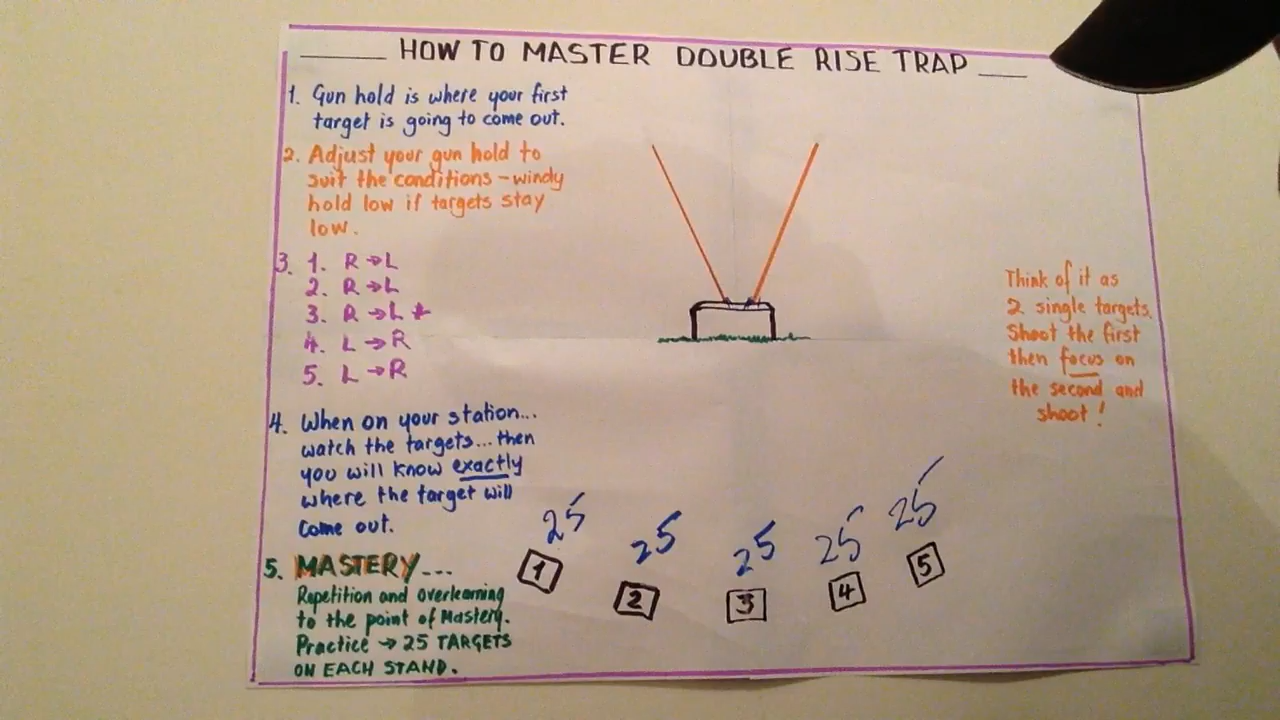 HOW TO MASTER DOUBLE RISE TRAP
1. Gun hold is where your first
target is going to come out.
2. Adjust your gun hold to
suit the conditions - windy
hold low if targets stay
low.
3. 1. R → L
2. R → L
3. R → L *
4. L → R
5. L → R
4. When on your station...
watch the targets... then
you will know exactly
where the target will
come out.
5. MASTERY...
Repetition and overlearning
to the point of Mastery.
Practice → 25 TARGETS
ON EACH STAND.
Think of it as
2 single targets.
Shoot the first
then focus on
the second and
shoot!
25 25 25 25 25
1 2 3 4 5